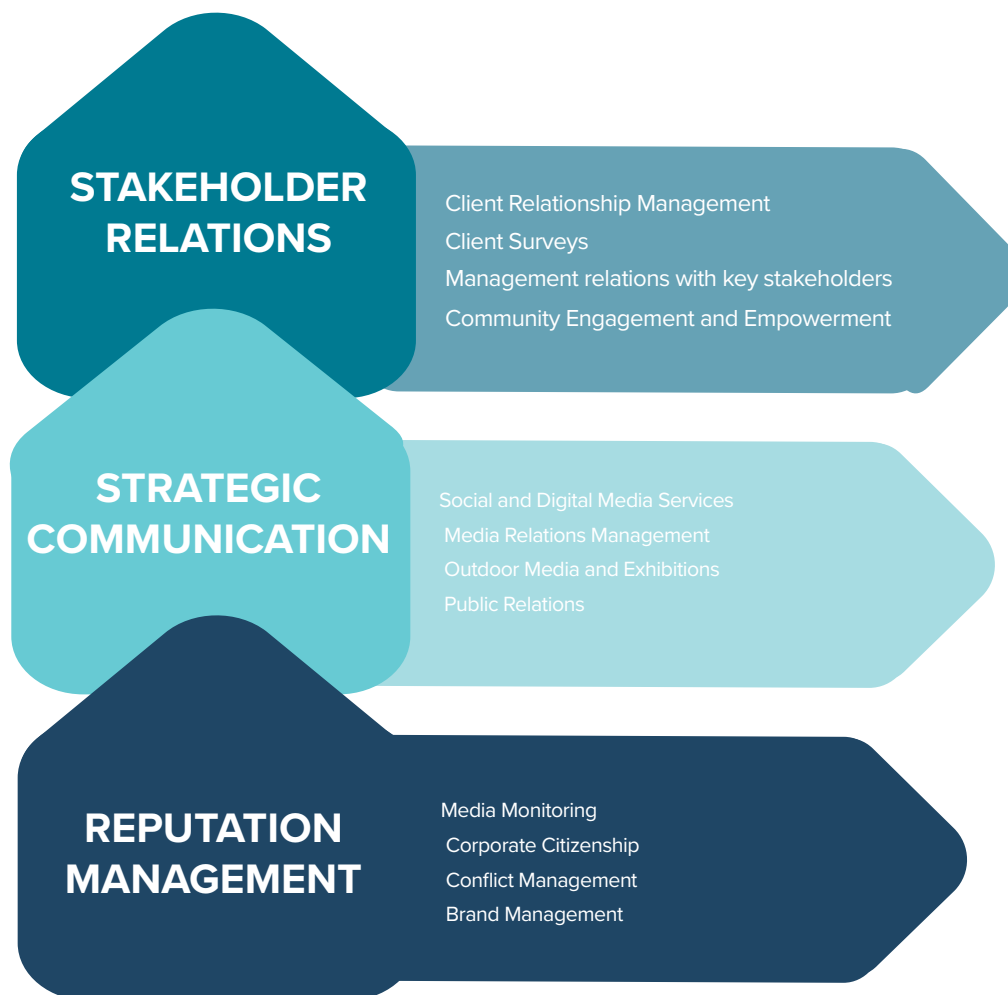 STAKEHOLDER
RELATIONS
Client Relationship Management
Client Surveys
Management relations with key stakeholders
Community Engagement and Empowerment
STRATEGIC
COMMUNICATION
Social and Digital Media Services
Media Relations Management
Outdoor Media and Exhibitions
Public Relations
REPUTATION
MANAGEMENT
Media Monitoring
Corporate Citizenship
Conflict Management
Brand Management